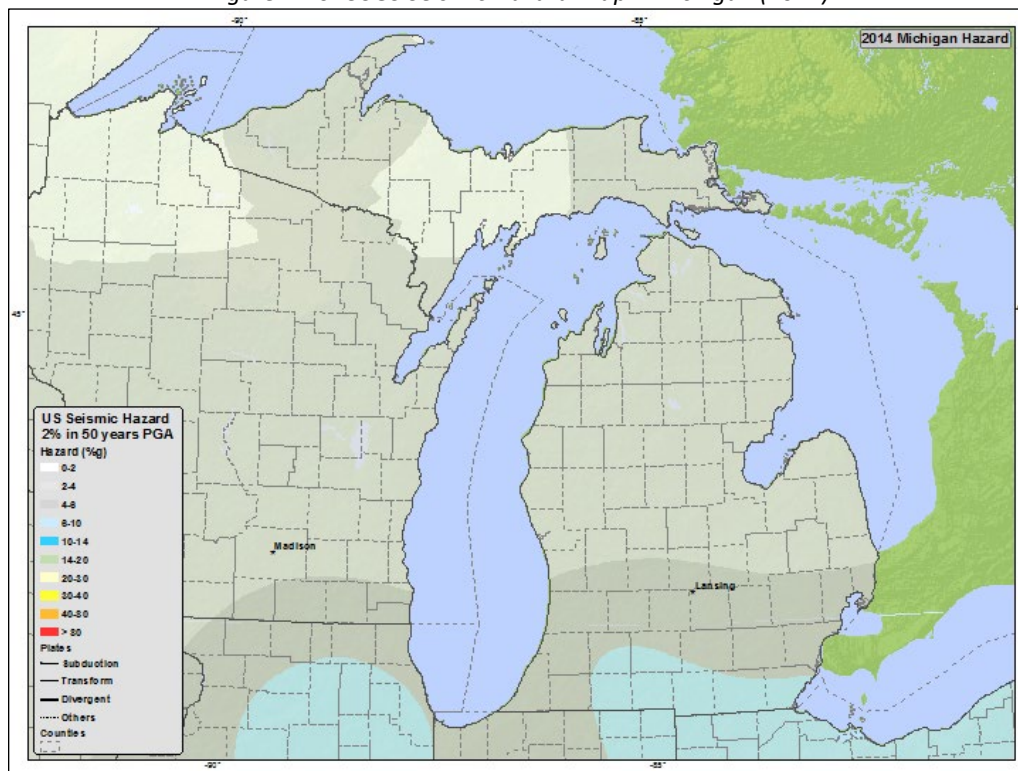 -90°
-85°
2014 Michigan Hazard
45°
US Seismic Hazard
2% in 50 years PGA
Hazard (%g)
0-2
2-4
4-6
6-10
10-14
14-20
20-30
30-40
40-80
> 80
Plates
Subduction
Transform
Divergent
Others
Counties
Madison
Lansing
-90°
-85°